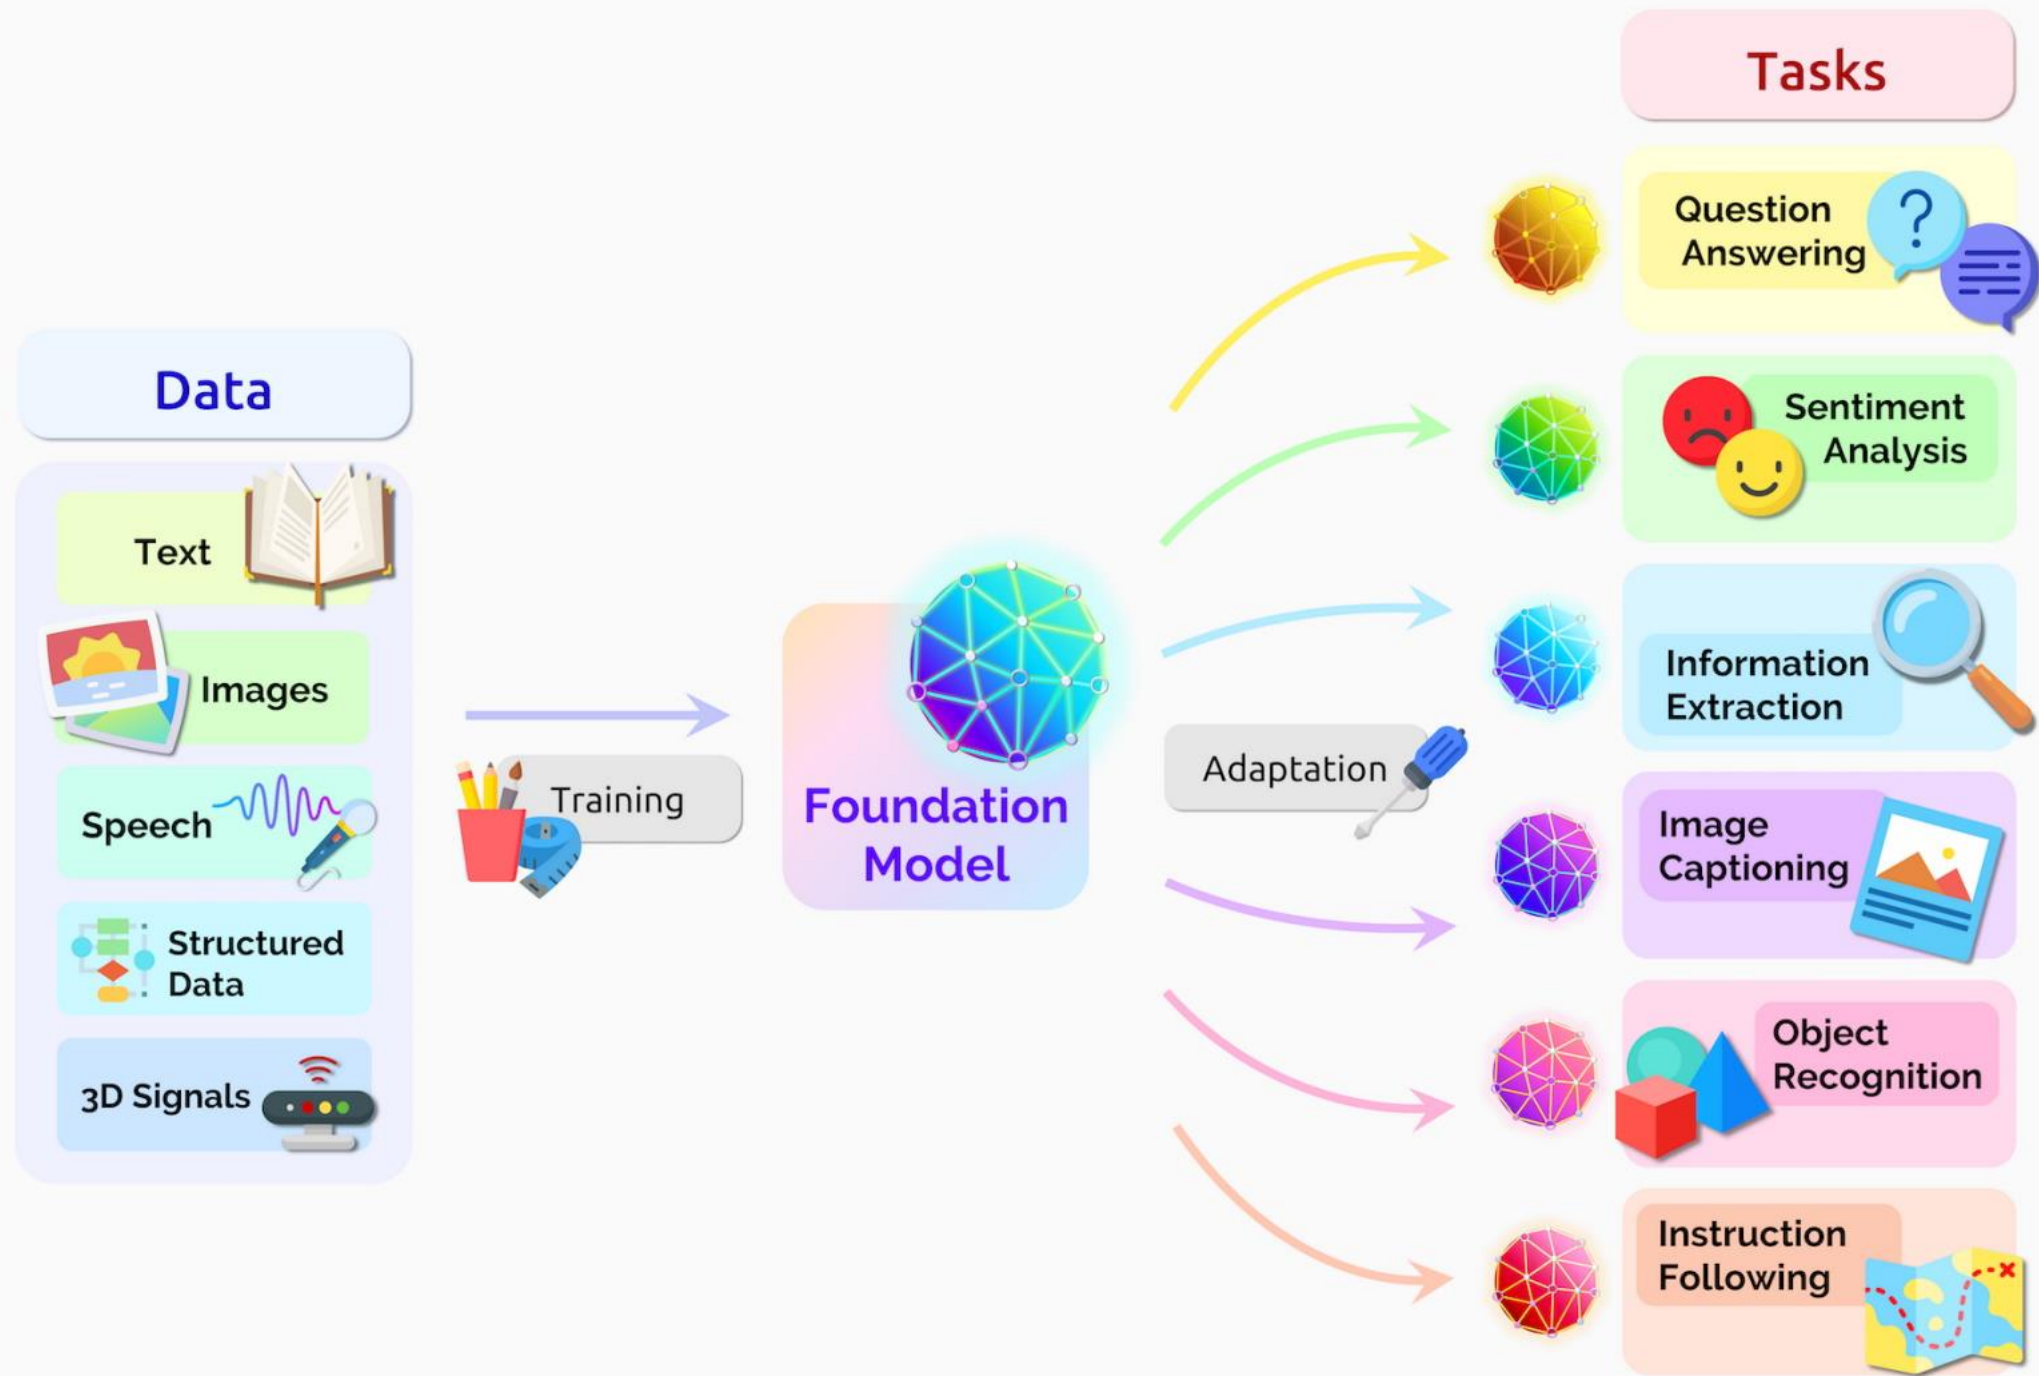 Data
Text
Images
Speech
Structured
Data
3D Signals
Training
Foundation
Model
Adaptation
Tasks
Question
Answering
Sentiment
Analysis
Information
Extraction
Image
Captioning
Object
Recognition
Instruction
Following